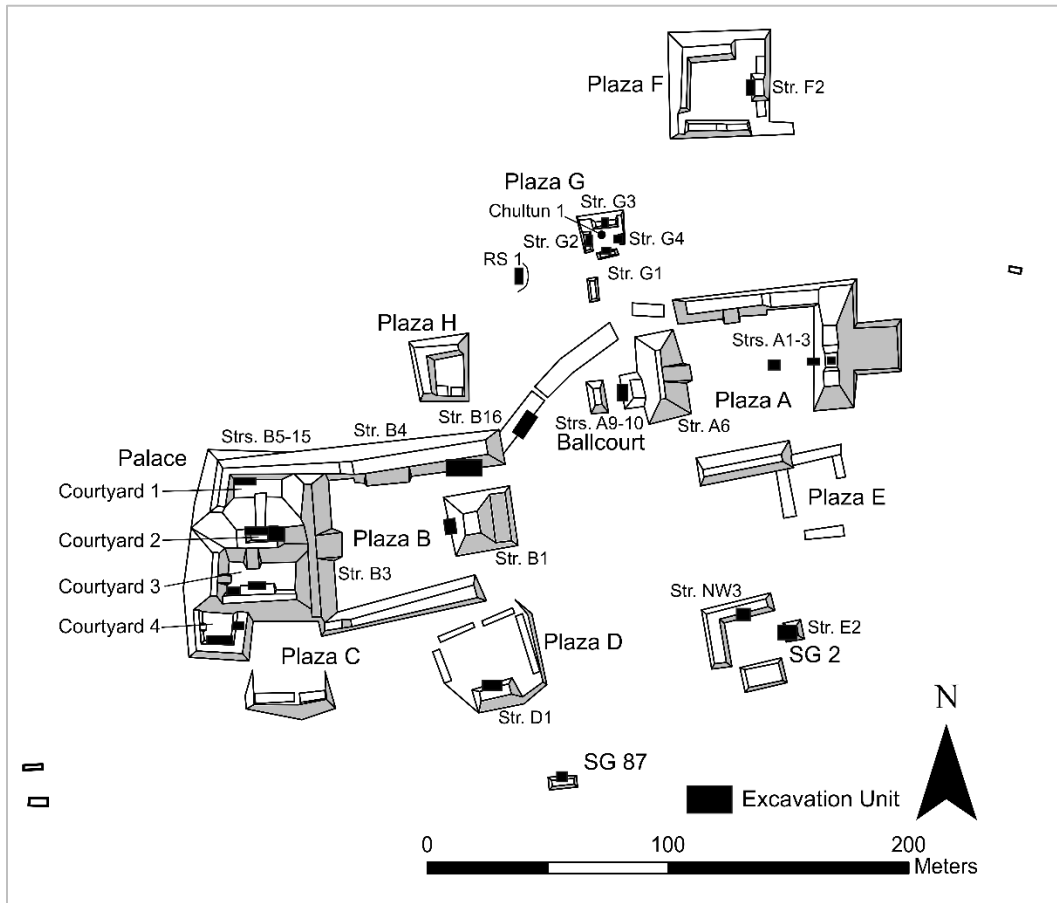 Plaza F
Str. F2
Plaza G
Str. G3
Chultun 1
Str. G2
Str. G4
RS 1
Str. G1
Plaza H
Strs. A1-3
Plaza A
Str. B16
Strs. A9-10
Ballcourt
Str. A6
Strs. B5-15
Str. B4
Palace
Courtyard 1
Plaza E
Courtyard 2
Plaza B
Str. B1
Courtyard 3
Str. B3
Str. NW3
Courtyard 4
Str. E2
SG 2
Plaza C
Plaza D
Str. D1
N
SG 87
Excavation Unit
0
100
200
Meters